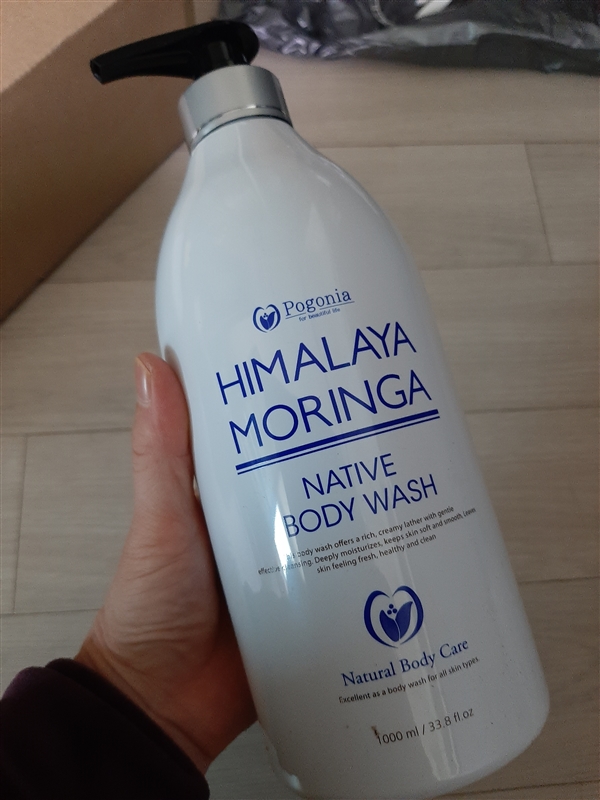 Pogonia
for beautiful life
HIMALAYA
MORINGA
NATIVE
BODY WASH
body wash offers a rich, creamy lather with gentle
effective cleansing. Deeply moisturizes, keeps skin soft and smooth. Leaves
skin feeling fresh, healthy and clean
Natural Body Care
Excellent as a body wash for all skin types.
1000 ml / 33.8 fl.oz